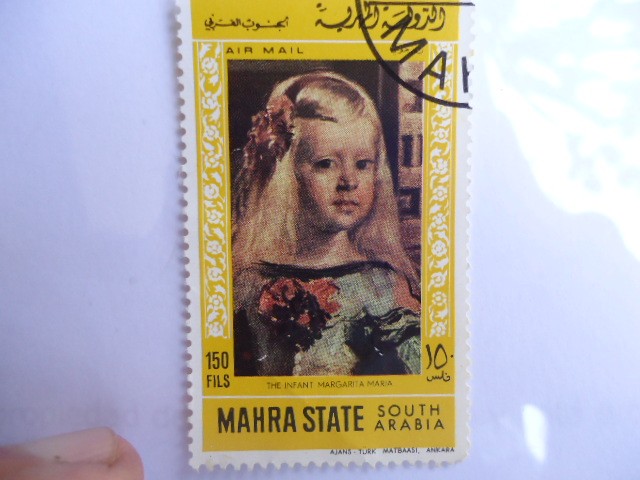 الجنوب العربي الدولة المهرية
AIR MAIL
MAH
150 ١٥٠
FILS فلس
THE INFANT MARGARITA MARIA
MAHRA STATE SOUTH ARABIA
AJANS - TÜRK MATBAASI, ANKARA